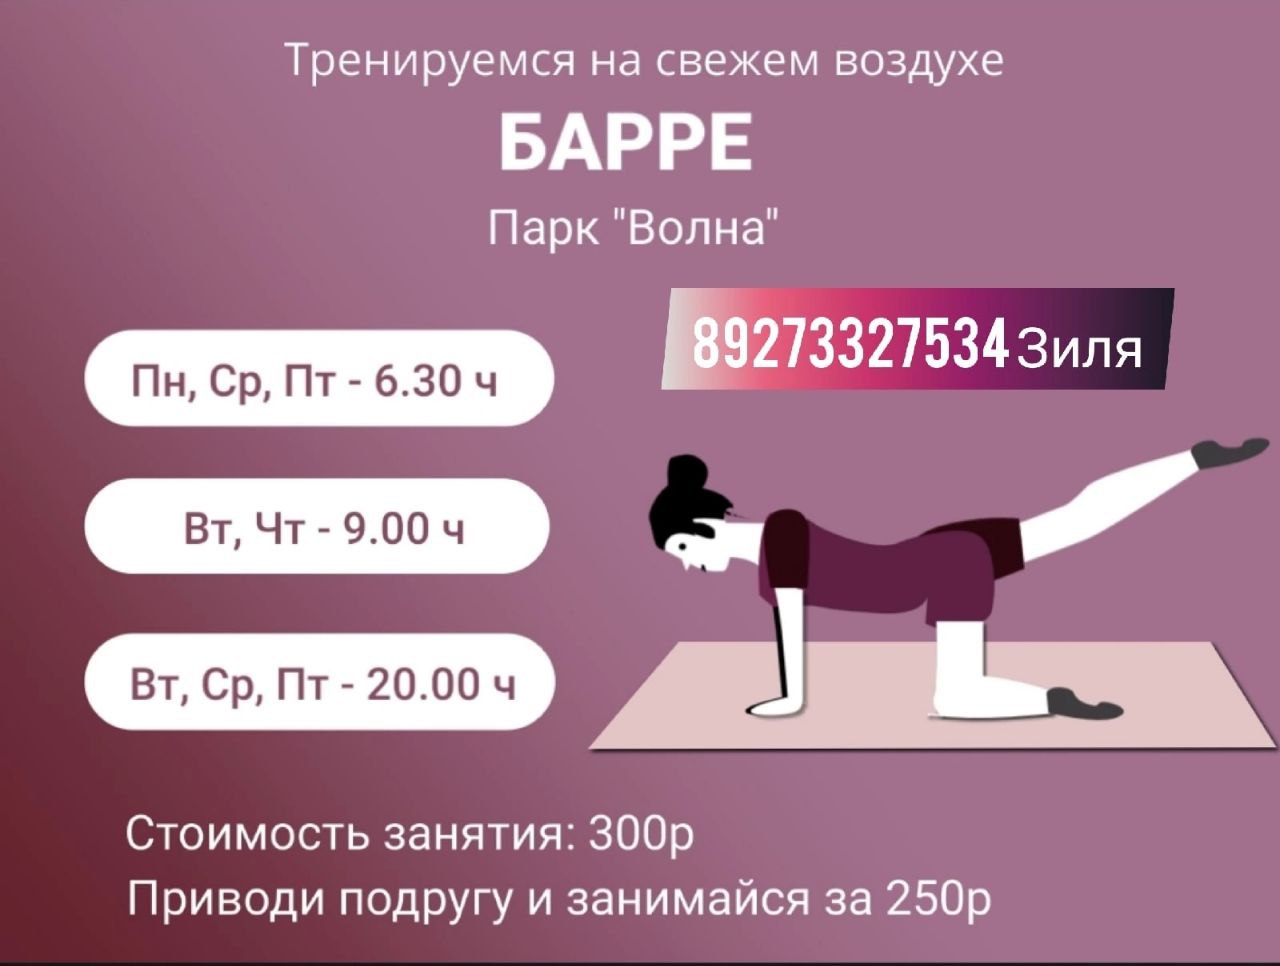 Тренируемся на свежем воздухе
БАРРЕ
Парк "Волна"
89273327534 Зиля
Пн, Ср, Пт - 6.30 ч
Вт, Чт - 9.00 ч
Вт, Ср, Пт - 20.00 ч
Стоимость занятия: 300р
Приводи подругу и занимайся за 250р